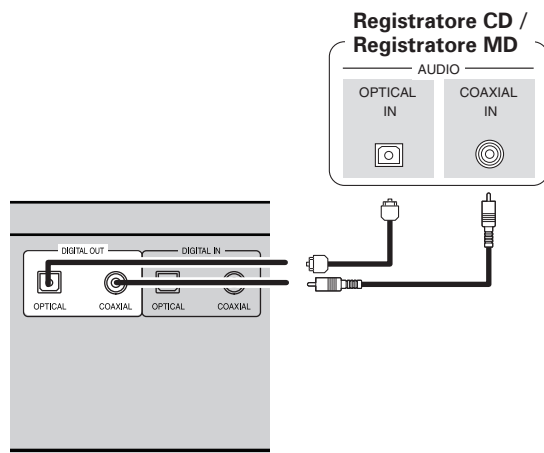 Registratore CD /
Registratore MD
AUDIO
OPTICAL
IN
COAXIAL
IN
DIGITAL OUT
DIGITAL IN
OPTICAL
COAXIAL
OPTICAL
COAXIAL